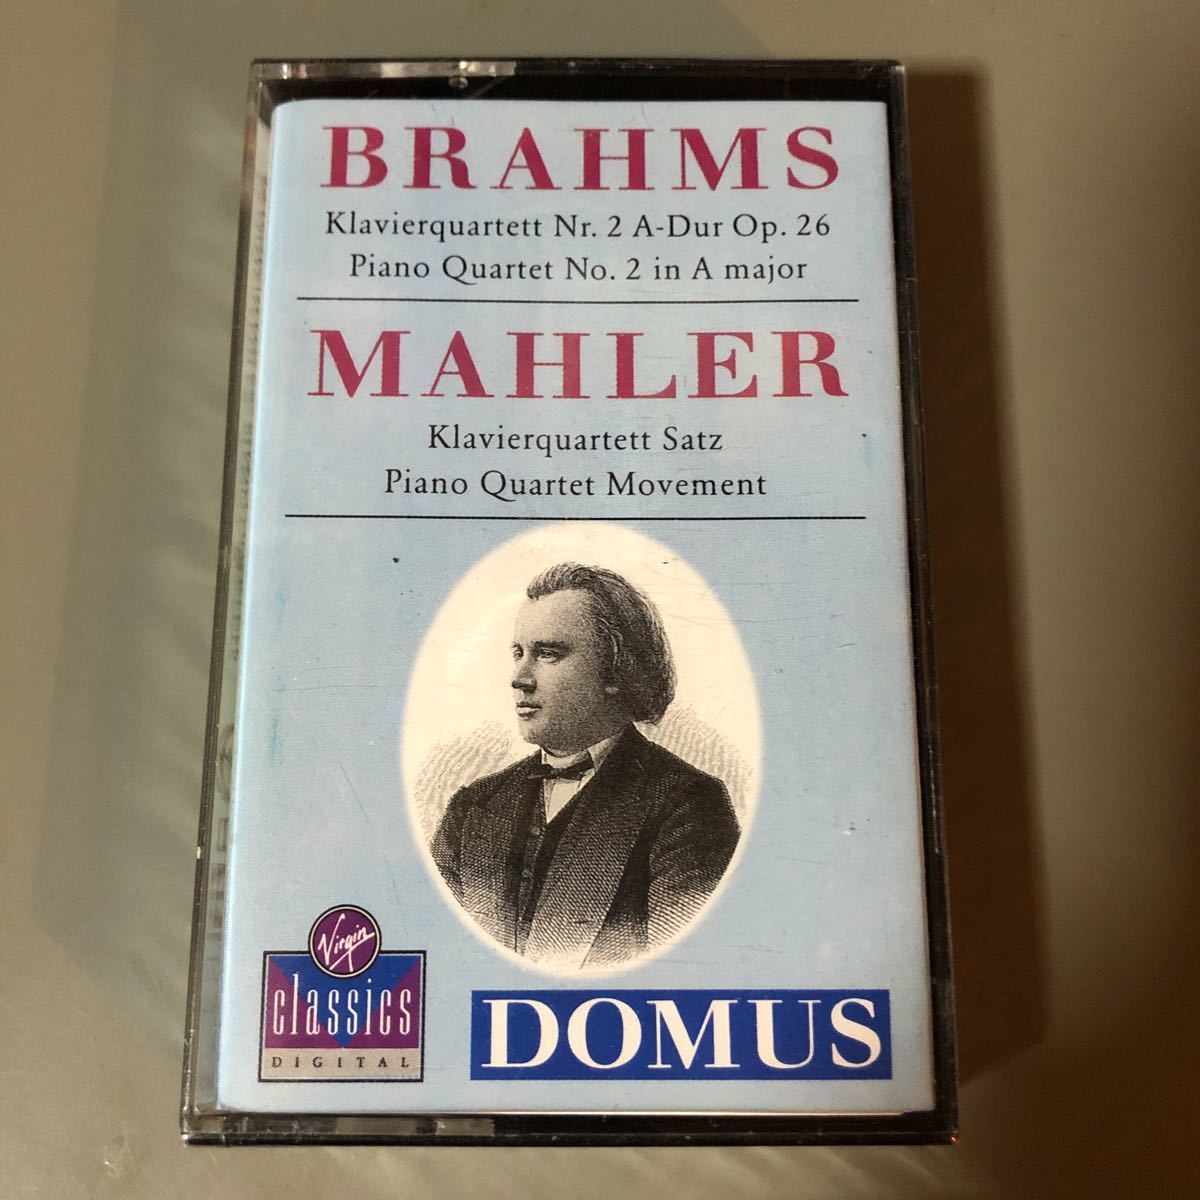 BRAHMS
Klavierquartett Nr. 2 A-Dur Op. 26
Piano Quartet No. 2 in A major
MAHLER
Klavierquartett Satz
Piano Quartet Movement
Virgin
classics
DIGITAL
DOMUS